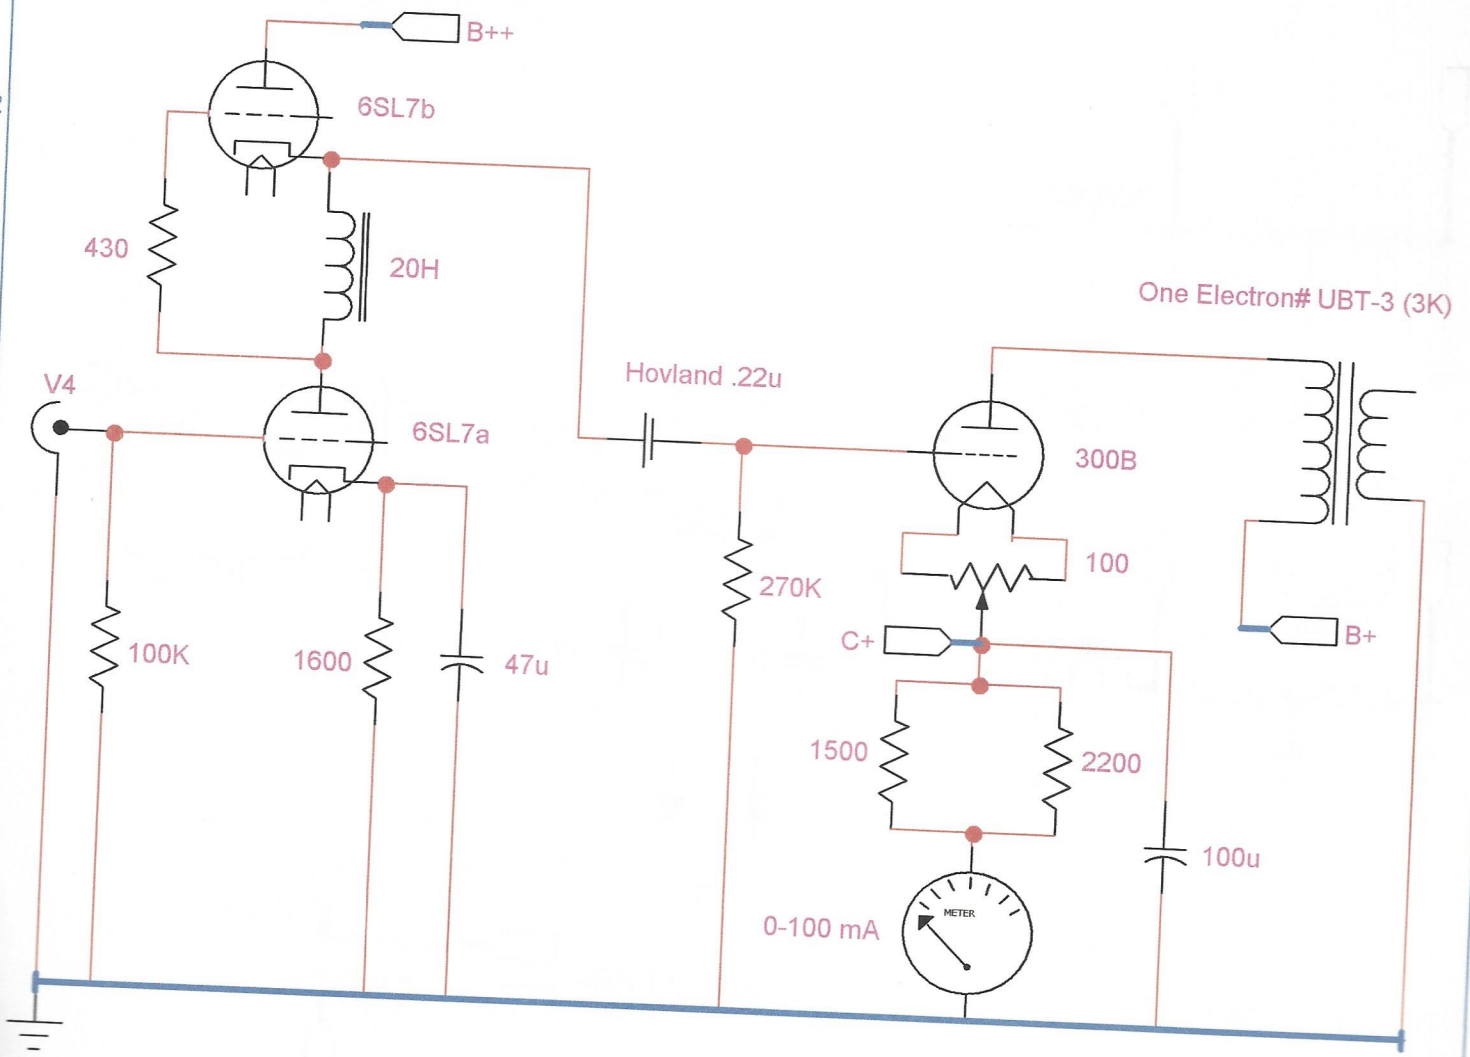 B++
6SL7b
430
20H
One Electron# UBT-3 (3K)
V4
Hovland .22u
6SL7a
300B
100
270K
C+
B+
100K
1600
47u
1500
2200
100u
0-100 mA
METER